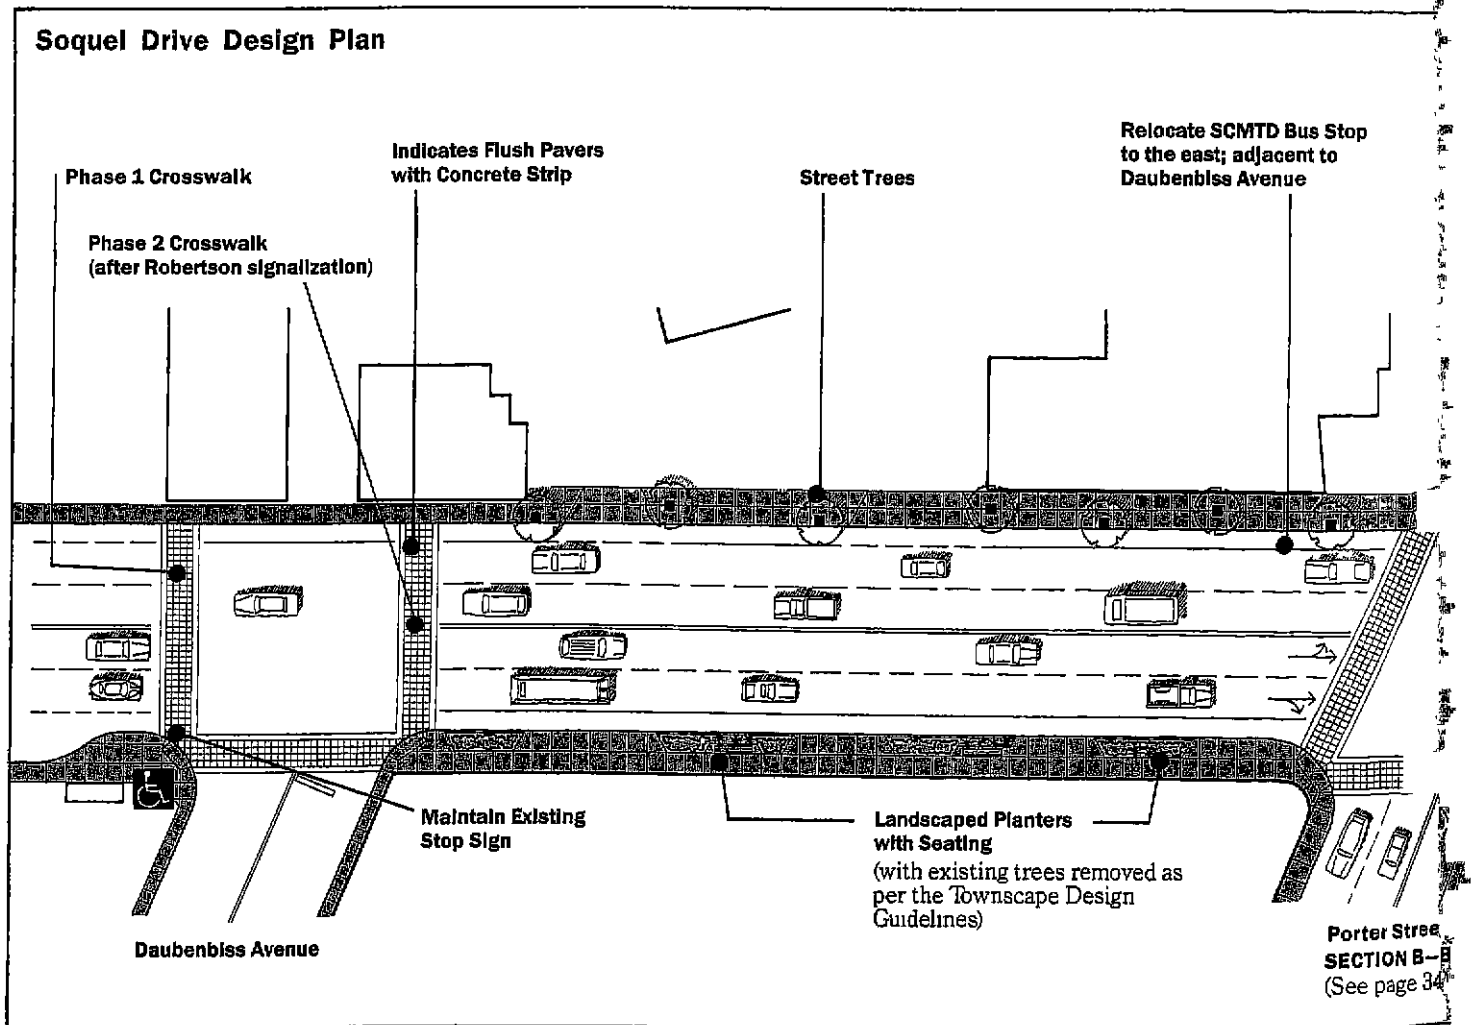 Soquel Drive Design Plan
Phase 1 Crosswalk
Indicates Flush Pavers
with Concrete Strip
Street Trees
Relocate SCMTD Bus Stop
to the east; adjacent to
Daubenbiss Avenue
Phase 2 Crosswalk
(after Robertson signalization)
Maintain Existing
Stop Sign
Landscaped Planters
with Seating
(with existing trees removed as
per the Townscape Design
Guidelines)
Daubenbiss Avenue
Porter Stree
SECTION B–B
(See page 34)